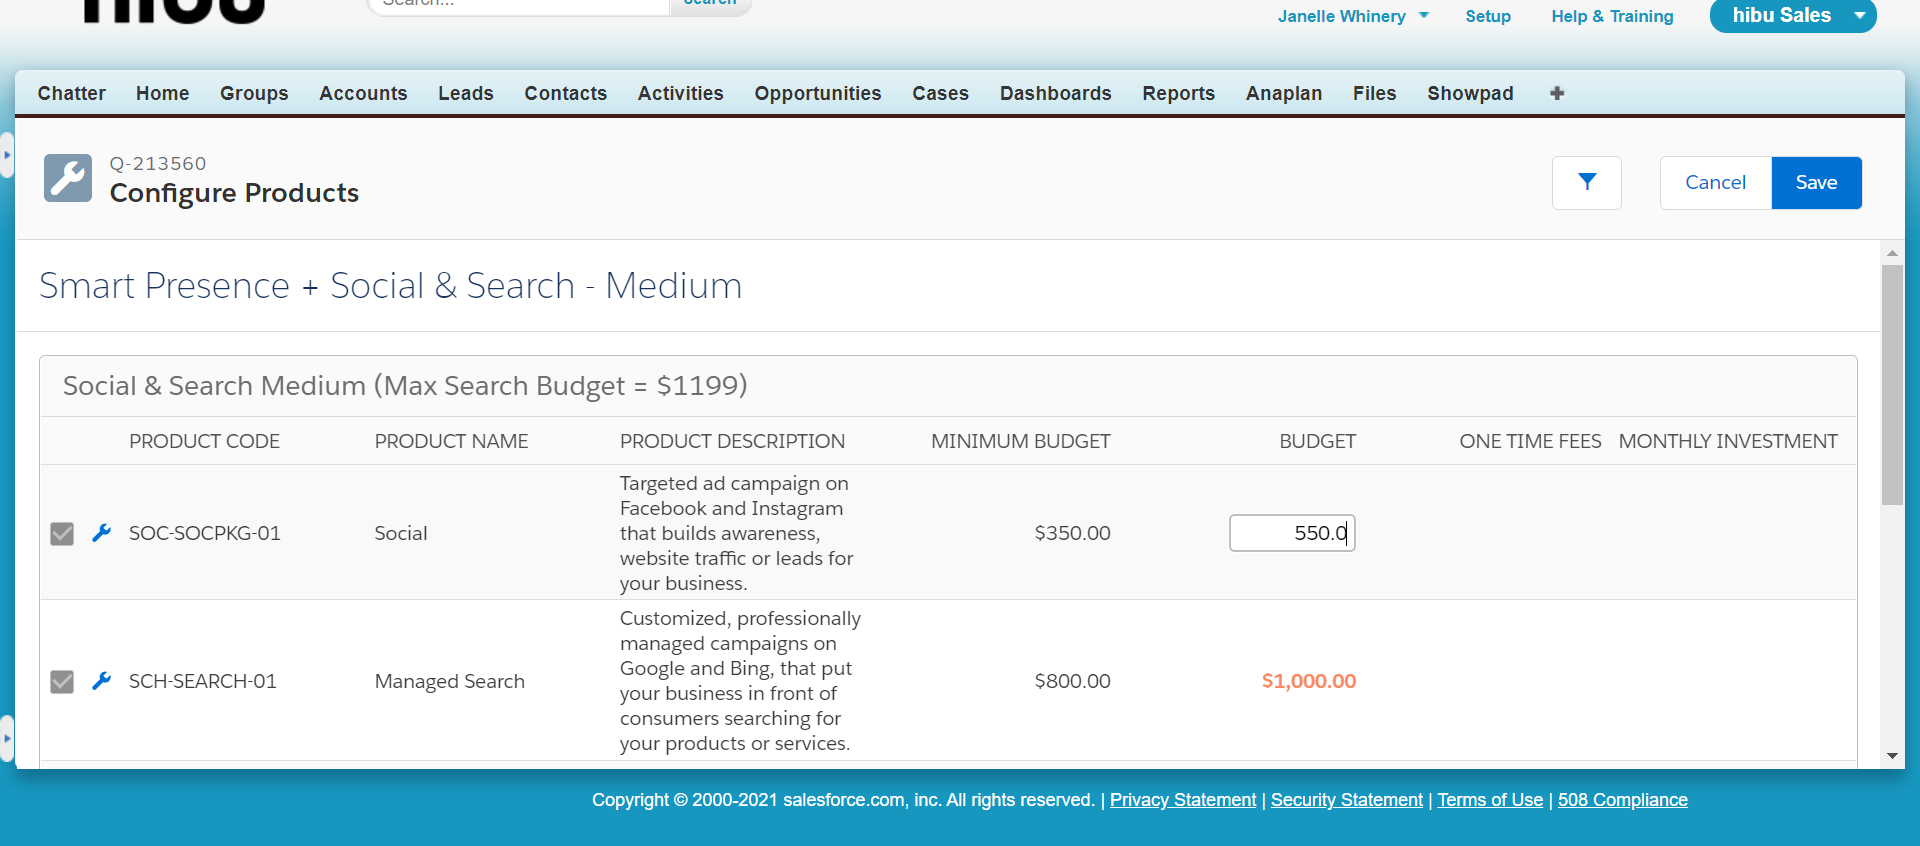 hibu
Search...
Search
Janelle Whinery
Setup
Help & Training
hibu Sales
Chatter Home Groups Accounts Leads Contacts Activities Opportunities Cases Dashboards Reports Anaplan Files Showpad
Q-213560
Configure Products
Cancel
Save
Smart Presence + Social & Search - Medium
Social & Search Medium (Max Search Budget = $1199)
PRODUCT CODE PRODUCT NAME PRODUCT DESCRIPTION MINIMUM BUDGET BUDGET ONE TIME FEES MONTHLY INVESTMENT
Targeted ad campaign on
Facebook and Instagram
SOC-SOCPKG-01 Social that builds awareness, $350.00 550.0
website traffic or leads for
your business.
Customized, professionally
managed campaigns on
Google and Bing, that put
SCH-SEARCH-01 Managed Search your business in front of $800.00 $1,000.00
consumers searching for
your products or services.
Copyright © 2000-2021 salesforce.com, inc. All rights reserved. | Privacy Statement | Security Statement | Terms of Use | 508 Compliance